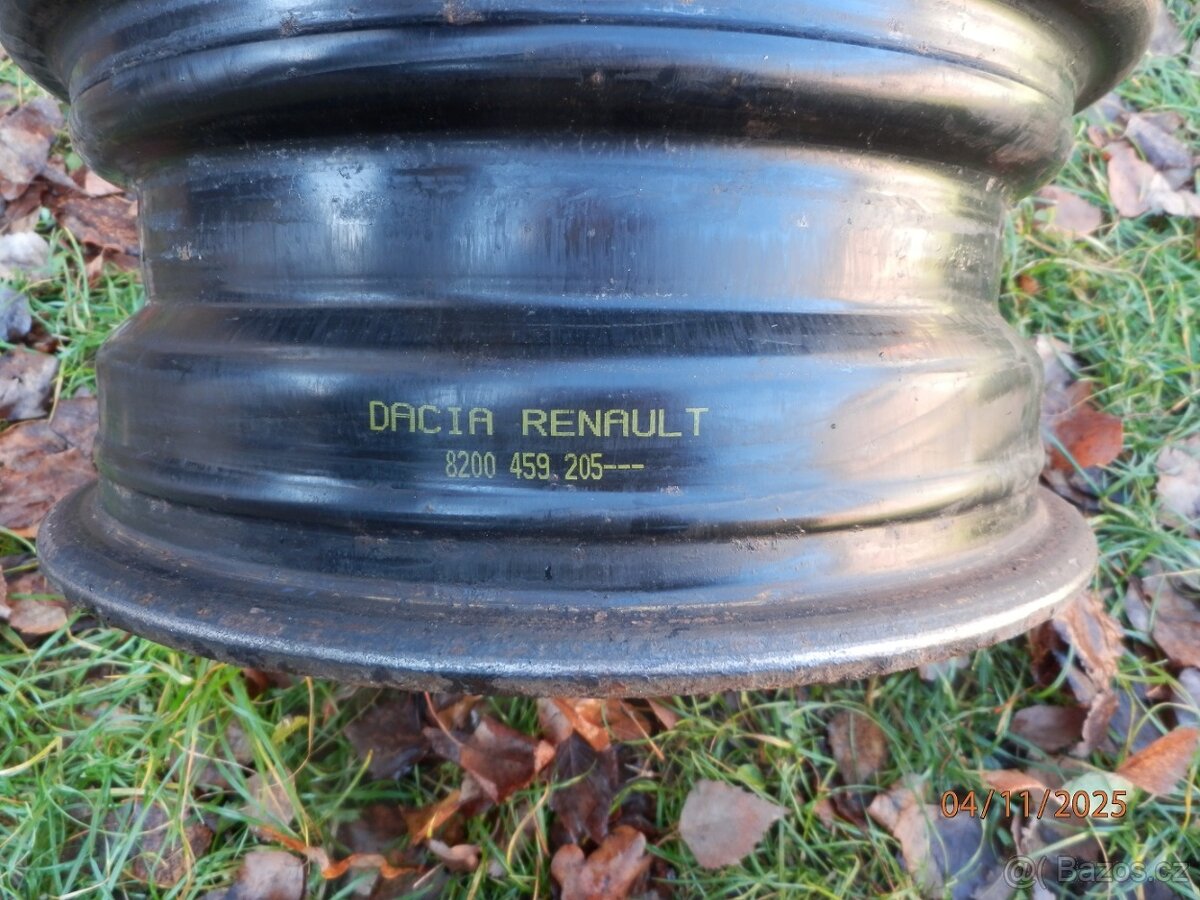 DACIA RENAULT
8200 459 205---
04/11/2025
@Bazos.cz